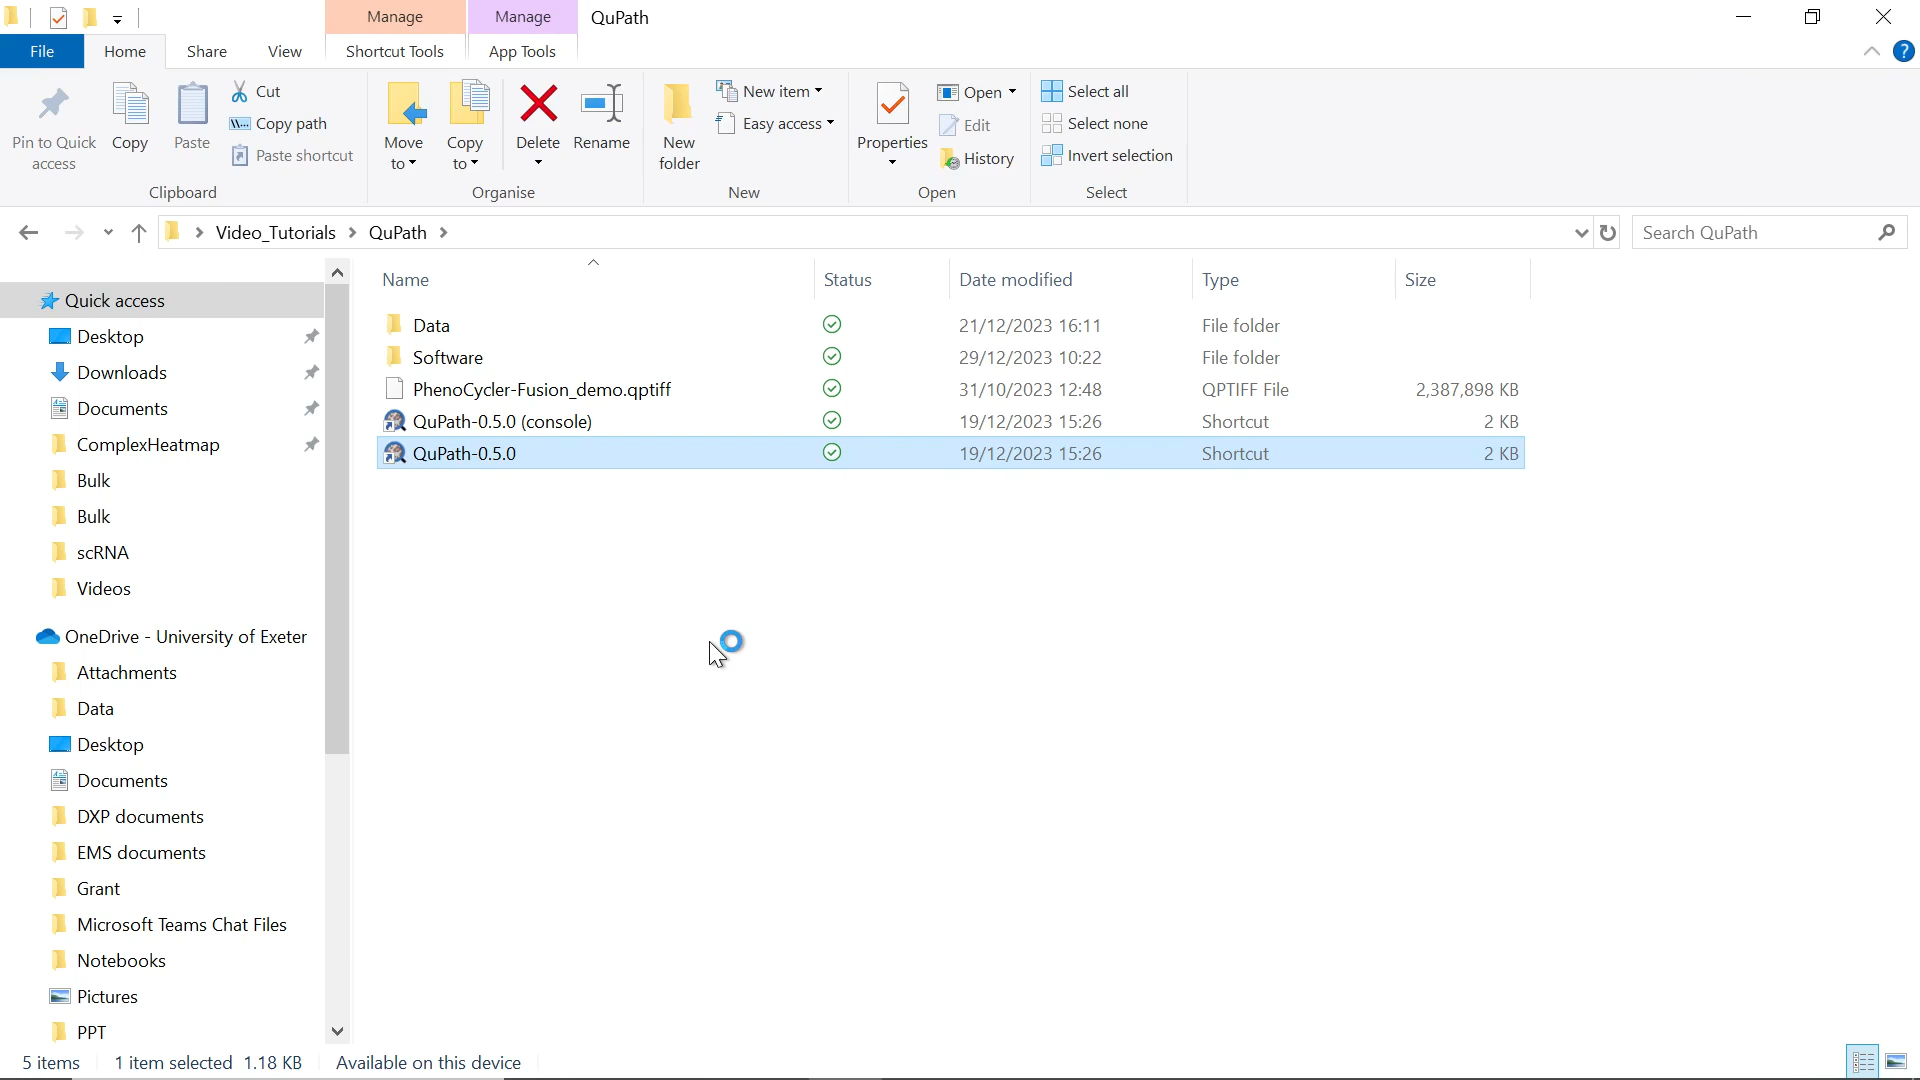 Manage Manage QuPath
File Home Share View Shortcut Tools App Tools
Pin to Quick access Copy Paste Cut Copy path Paste shortcut
Move to Copy to Delete Rename
New folder New item Easy access
Properties Open Edit History
Select all Select none Invert selection
Clipboard Organise New Open Select
Video_Tutorials QuPath Search QuPath
Name Status Date modified Type Size
Data 21/12/2023 16:11 File folder
Software 29/12/2023 10:22 File folder
PhenoCycler-Fusion_demo.qptiff 31/10/2023 12:48 QPTIFF File 2,387,898 KB
QuPath-0.5.0 (console) 19/12/2023 15:26 Shortcut 2 KB
QuPath-0.5.0 19/12/2023 15:26 Shortcut 2 KB
Quick access
Desktop
Downloads
Documents
ComplexHeatmap
Bulk
Bulk
scRNA
Videos
OneDrive - University of Exeter
Attachments
Data
Desktop
Documents
DXP documents
EMS documents
Grant
Microsoft Teams Chat Files
Notebooks
Pictures
PPT
5 items 1 item selected 1.18 KB Available on this device